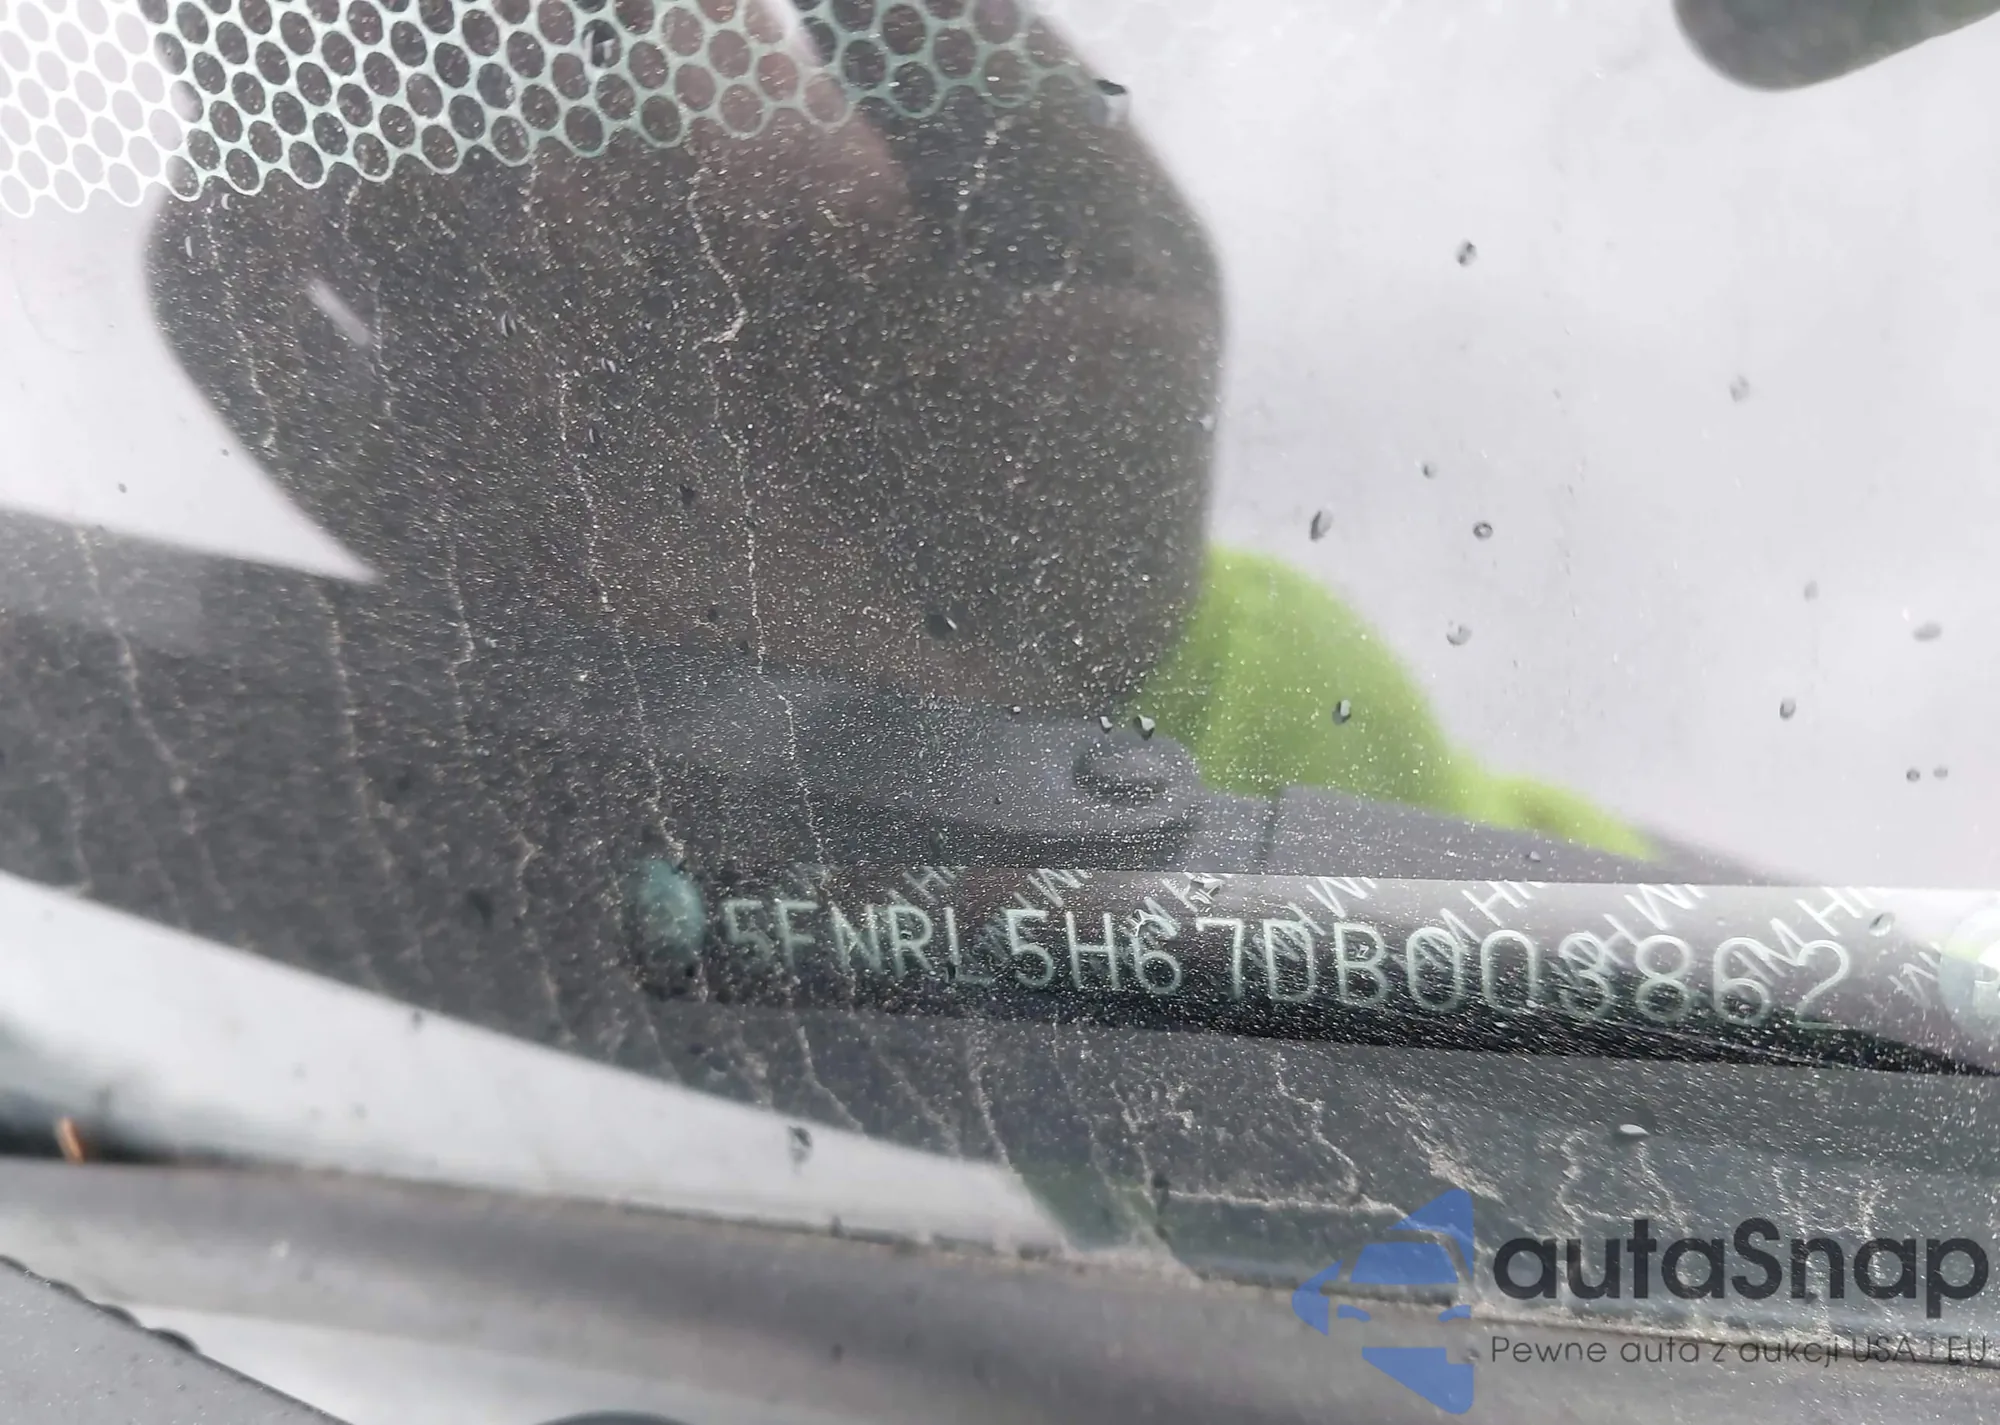 5FNRL5H67DB003862
autaSnap
Pewne auta z aukcji USA i EU